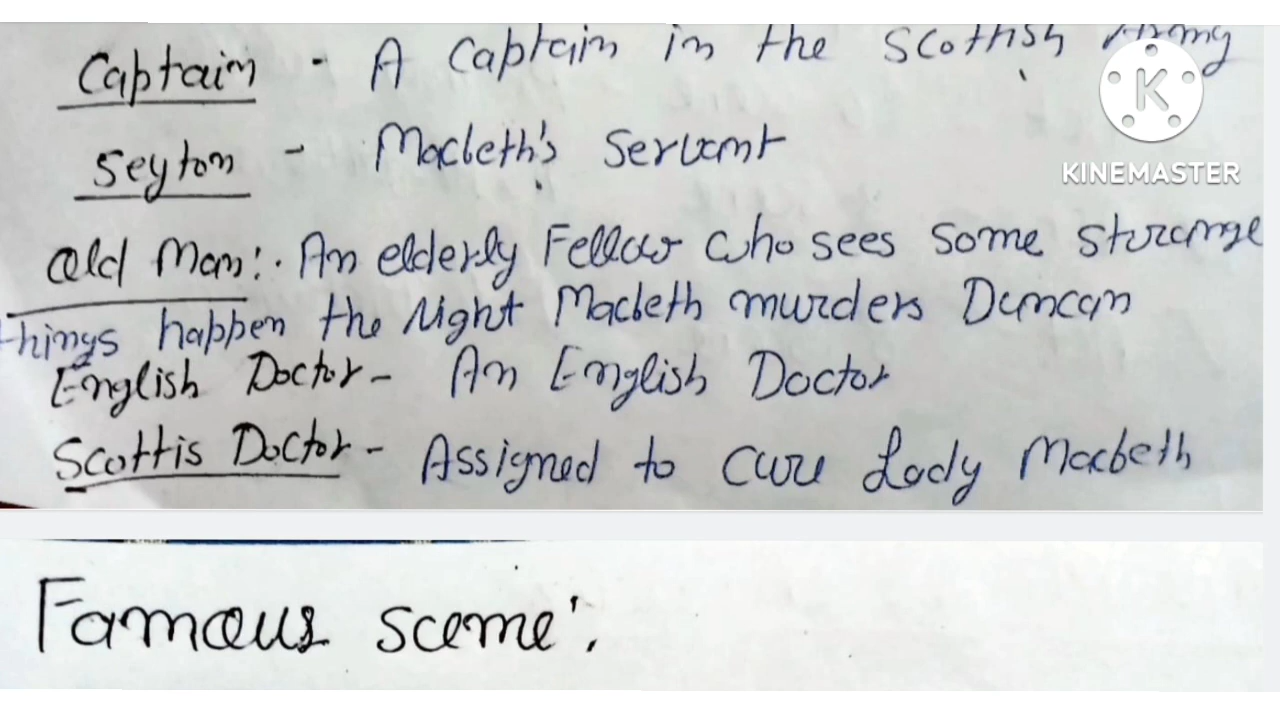 Captain - A Captain in the Scottish Army
Seyton - Macbeth's Servant
Old Man:- An elderly Fellow who sees some strange
things happen the Night Macbeth murders Duncan
English Doctor - An English Doctor
Scottis Doctor - Assigned to cure Lady Macbeth
Famous scene:
K
KINEMASTER